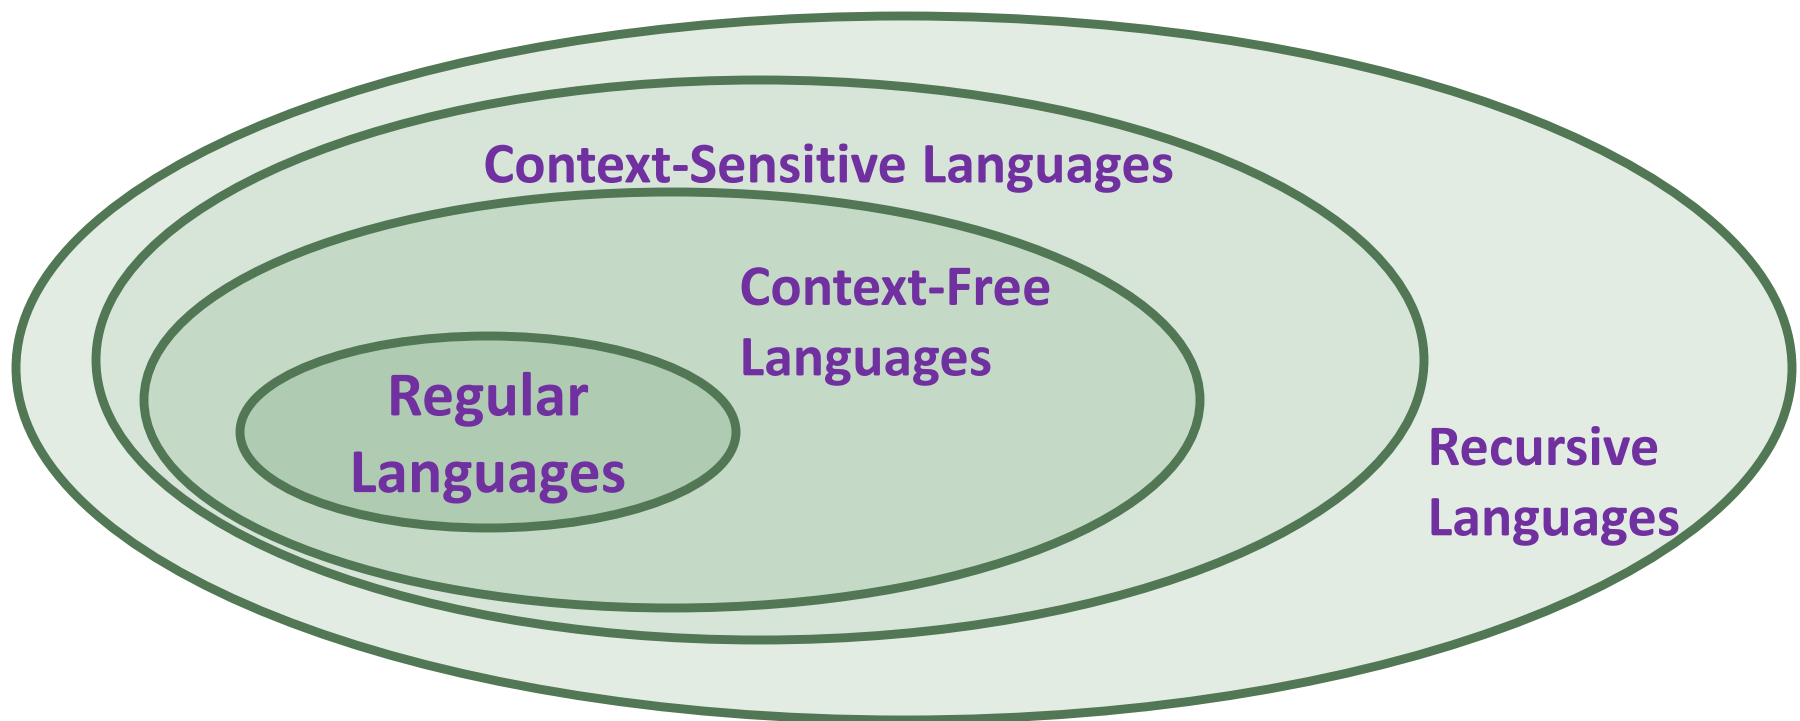 Context-Sensitive Languages
Context-Free
Languages
Regular
Languages
Recursive
Languages